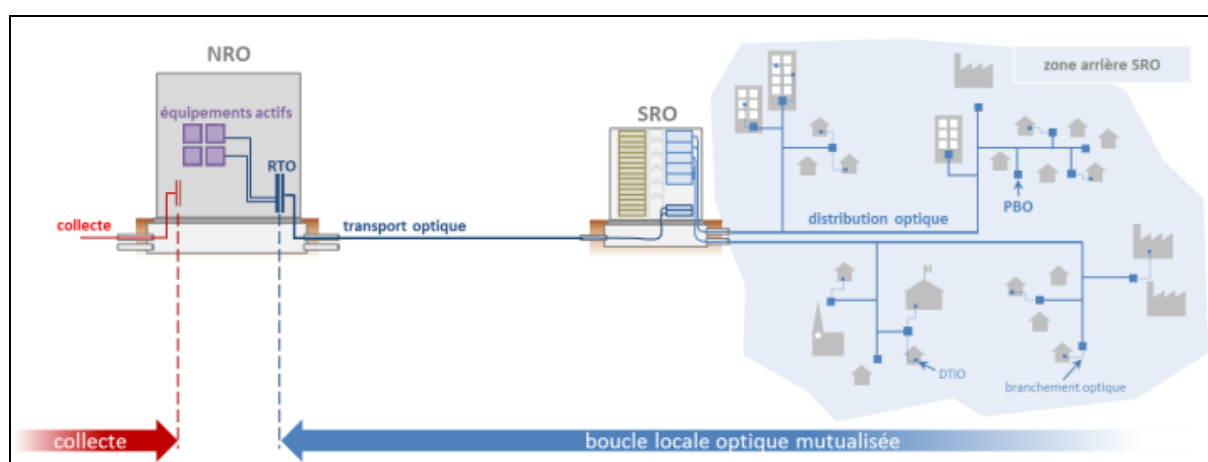 NRO
équipements actifs
RTO
collecte
transport optique
SRO
zone arrière SRO
PBO
distribution optique
DTIO
branchement optique
collecte
boucle locale optique mutualisée